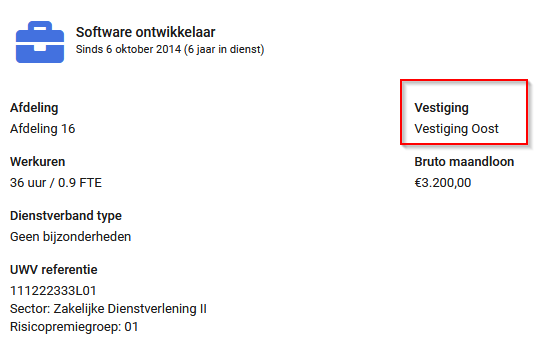 Software ontwikkelaar
Sinds 6 oktober 2014 (6 jaar in dienst)
Afdeling
Afdeling 16
Vestiging
Vestiging Oost
Werkuren
36 uur / 0.9 FTE
Bruto maandloon
€3.200,00
Dienstverband type
Geen bijzonderheden
UWV referentie
111222333L01
Sector: Zakelijke Dienstverlening II
Risicopremiegroep: 01